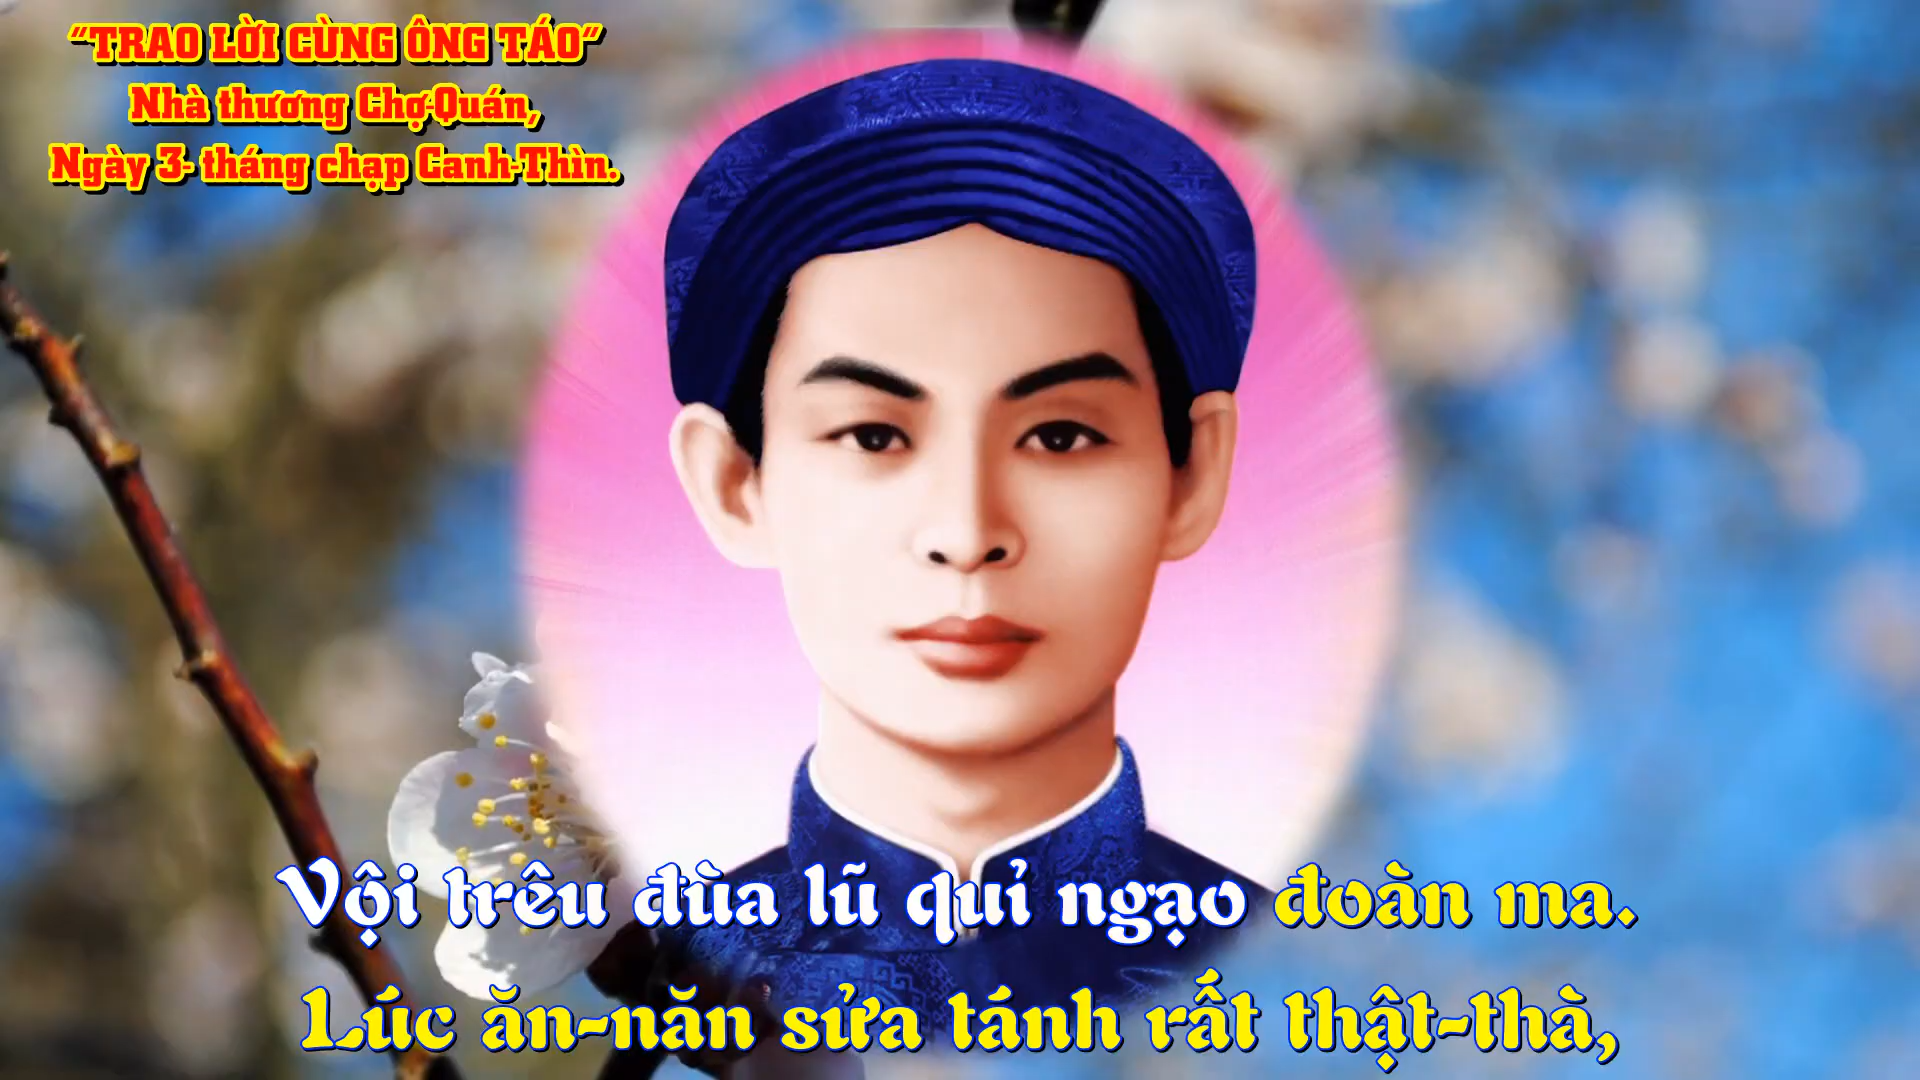 "TRAO LỜI CÙNG ÔNG TÁO"
Nhà thương Chợ-Quán,
Ngày 3- tháng chạp Canh-Thìn.
Vội trêu đùa lũ quỉ ngạo đoàn ma.
Lúc ăn-năn sửa tánh rất thật-thà,